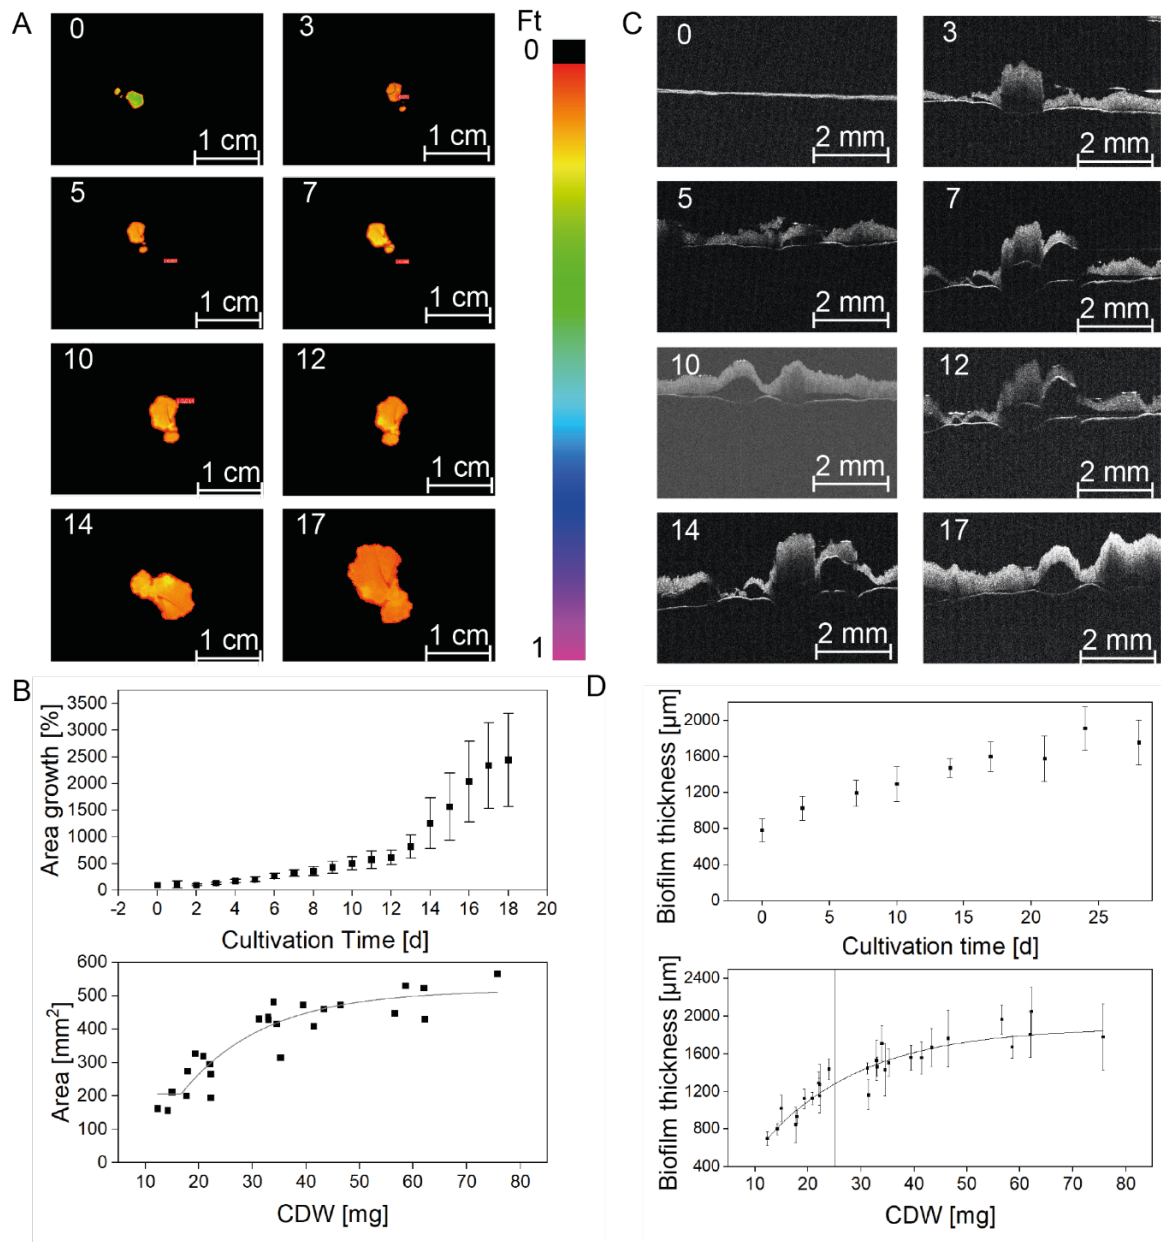 A
0
3
Ft
0
1 cm
1 cm
5
7
1 cm
1 cm
10
12
1 cm
1 cm
14
17
1 cm
1 cm
1
C
0
3
2 mm
2 mm
5
7
2 mm
2 mm
10
12
2 mm
2 mm
14
17
2 mm
2 mm
B
Area growth [%]
3500
3000
2500
2000
1500
1000
500
0
-2 0 2 4 6 8 10 12 14 16 18 20
Cultivation Time [d]
Area [mm²]
600
500
400
300
200
100
0
10 20 30 40 50 60 70 80
CDW [mg]
D
Biofilm thickness [µm]
2000
1600
1200
800
400
0
0 5 10 15 20 25
Cultivation time [d]
Biofilm thickness [µm]
2400
2000
1600
1200
800
400
10 20 30 40 50 60 70 80
CDW [mg]